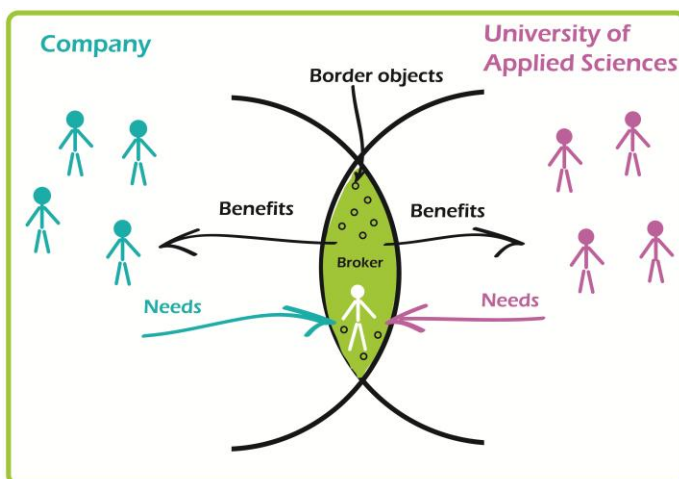 Company
University of
Applied Sciences
Border objects
Benefits
Benefits
Broker
Needs
Needs